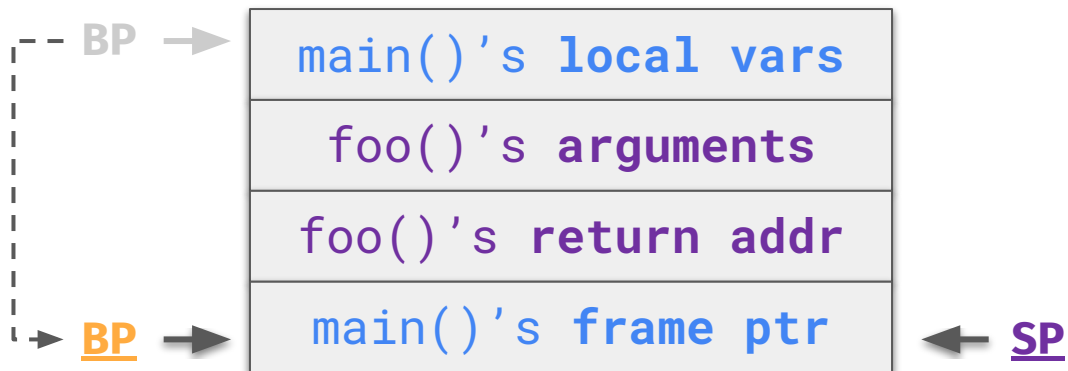 BP
main()’s local vars
foo()’s arguments
foo()’s return addr
BP main()’s frame ptr SP